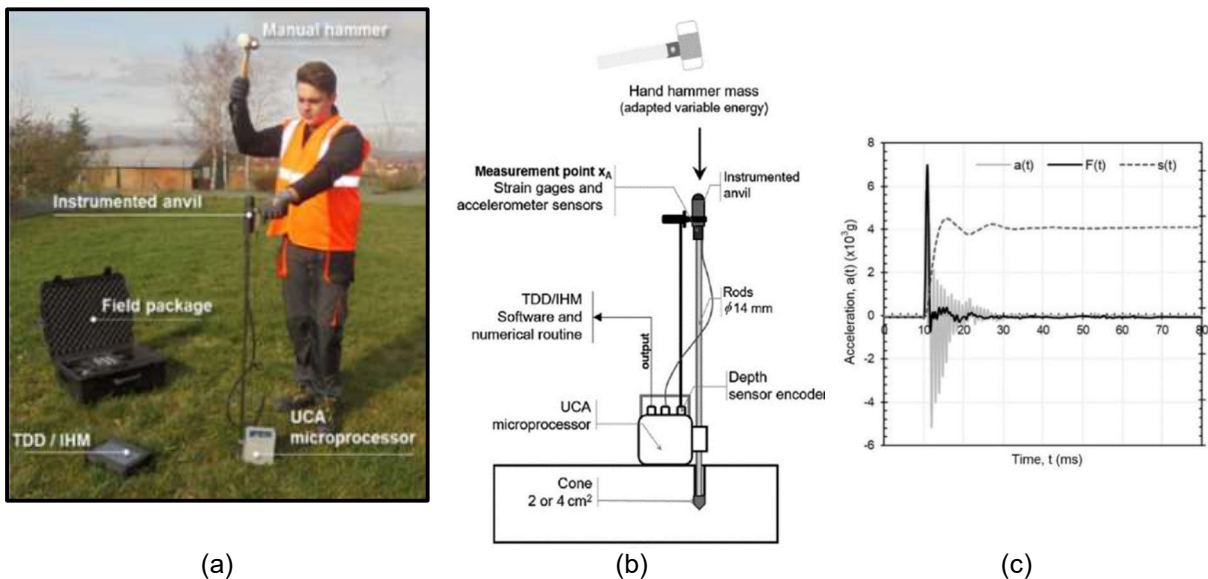 Manual hammer
Instrumented anvil
Field package
UCA
microprocessor
TDD / IHM
(a)
Hand hammer mass
(adapted variable energy)
Measurement point xA
Strain gages and
accelerometer sensors
Instrumented
anvil
TDD/IHM
Software and
numerical routine
output
Rods
ϕ14 mm
Depth
sensor encoder
UCA
microprocessor
Cone
2 or 4 cm²
(b)
a(t) F(t) s(t)
Acceleration, a(t) (x10³g)
8
6
4
2
0
-2
-4
-6
0 10 20 30 40 50 60 70 80
Time, t (ms)
(c)